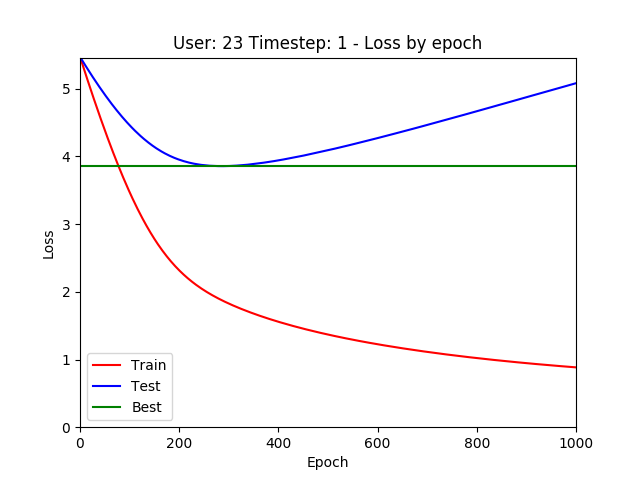 User: 23 Timestep: 1 - Loss by epoch
5
4
3
2
1
0
Loss
Train
Test
Best
0 200 400 600 800 1000
Epoch